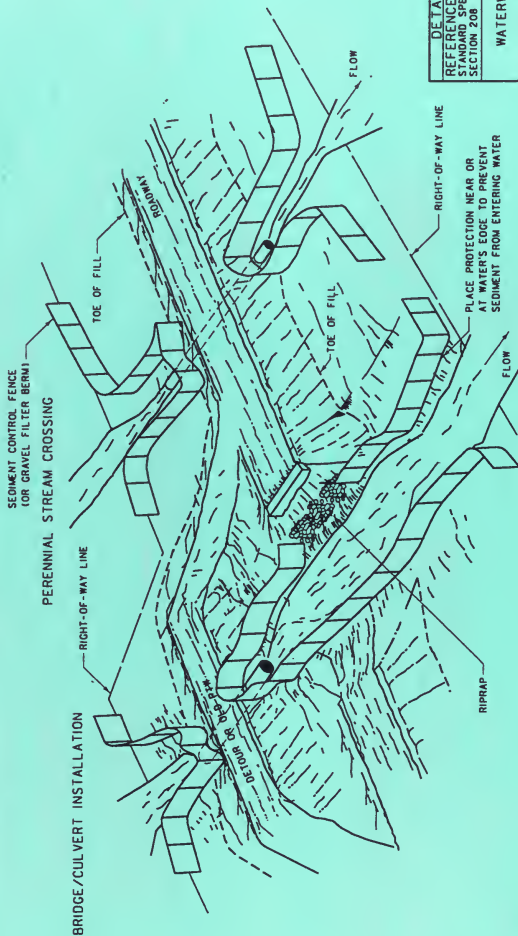 BRIDGE/CULVERT INSTALLATION
RIGHT-OF-WAY LINE
SEDIMENT CONTROL FENCE
(OR GRAVEL FILTER BERM)
PERENNIAL STREAM CROSSING
TOE OF FILL
ROADWAY
DETOUR OR
TOE OF FILL
FLOW
RIGHT-OF-WAY LINE
PLACE PROTECTION NEAR OR
AT WATER'S EDGE TO PREVENT
SEDIMENT FROM ENTERING WATER
FLOW
RIPRAP
DETA
REFERENCE
STANDARD SPE
SECTION 208
WATER